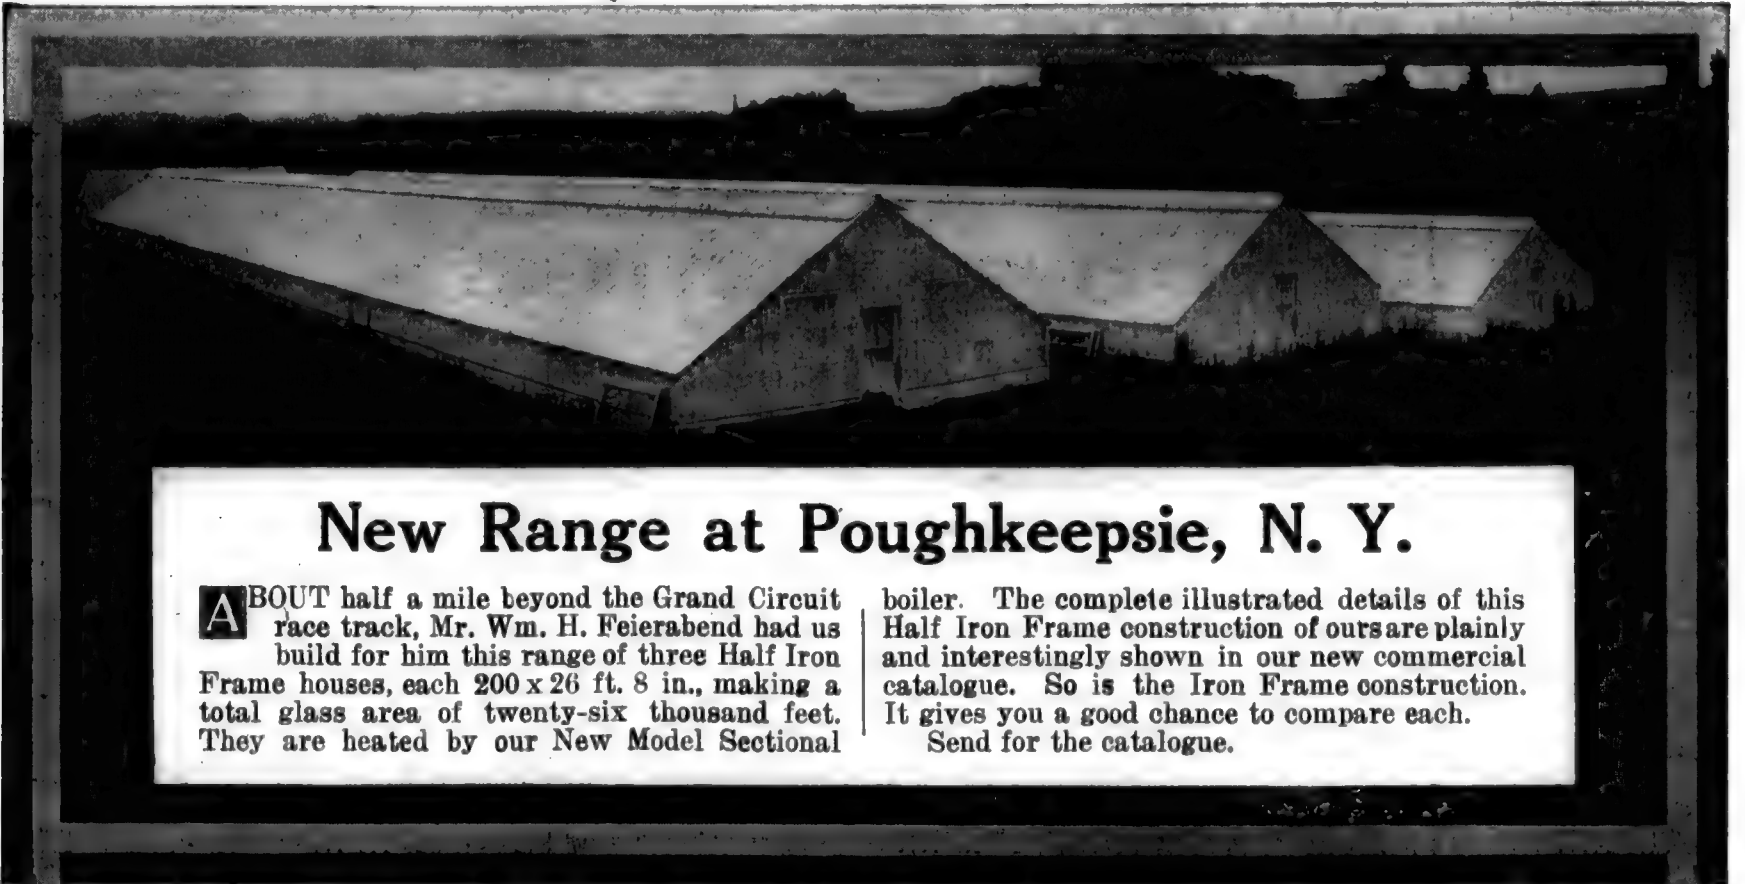 New Range at Poughkeepsie, N. Y.
ABOUT half a mile beyond the Grand Circuit
race track, Mr. Wm. H. Feierabend had us
build for him this range of three Half Iron
Frame houses, each 200 x 26 ft. 8 in., making a
total glass area of twenty-six thousand feet.
They are heated by our New Model Sectional
boiler. The complete illustrated details of this
Half Iron Frame construction of ours are plainly
and interestingly shown in our new commercial
catalogue. So is the Iron Frame construction.
It gives you a good chance to compare each.
Send for the catalogue.